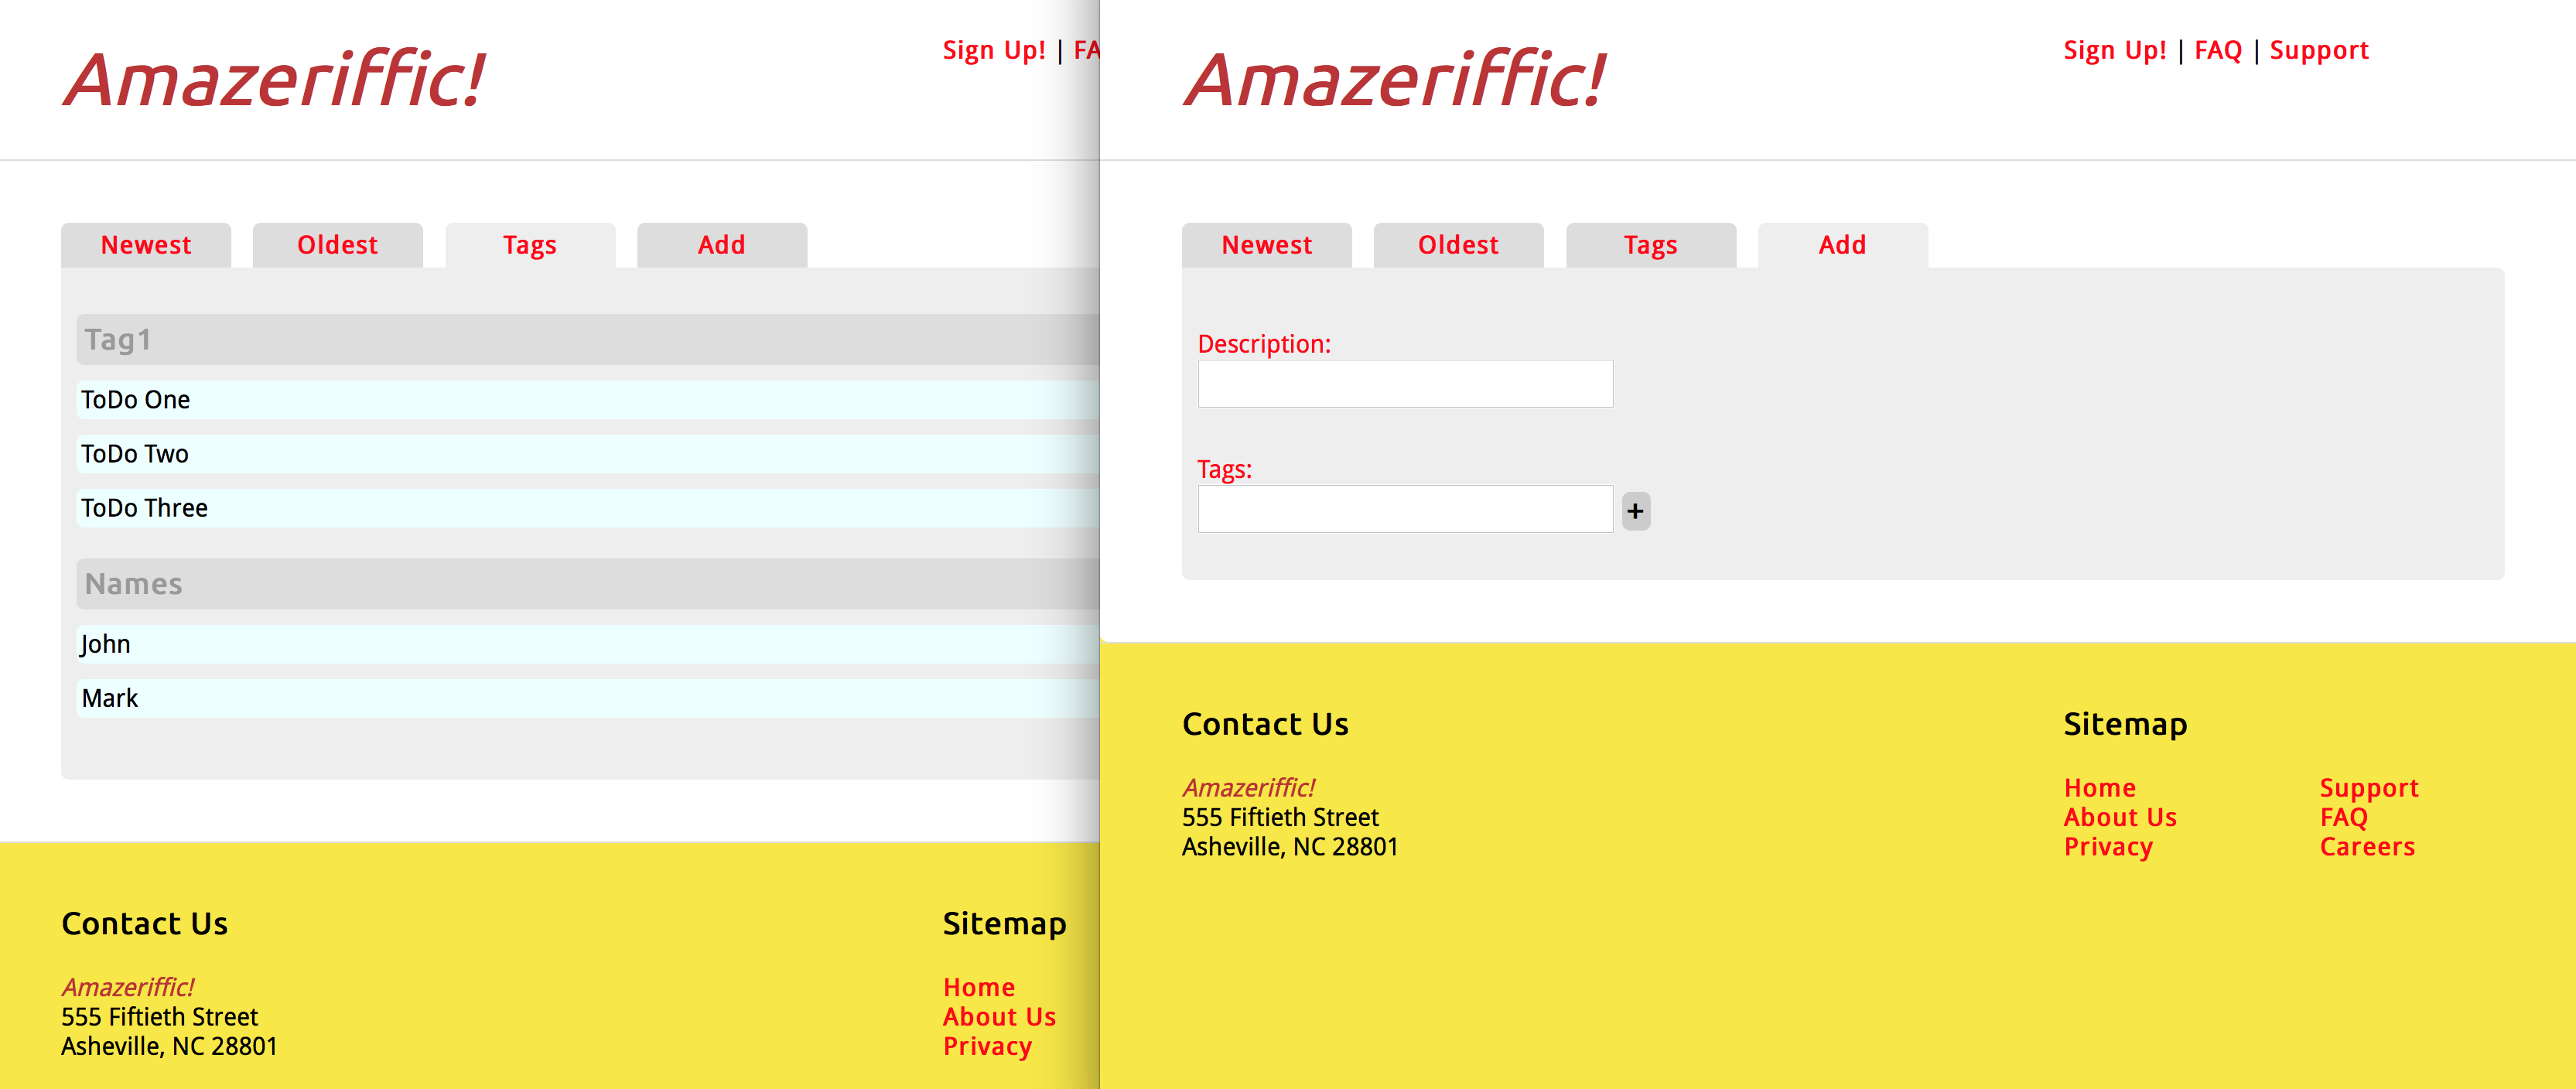 Amazeriffic!
Sign Up! | FA
Newest Oldest Tags Add
Tag1
ToDo One
ToDo Two
ToDo Three
Names
John
Mark
Contact Us
Amazeriffic!
555 Fiftieth Street
Asheville, NC 28801
Sitemap
Home
About Us
Privacy
Amazeriffic!
Sign Up! | FAQ | Support
Newest Oldest Tags Add
Description:
Tags:
+
Contact Us
Amazeriffic!
555 Fiftieth Street
Asheville, NC 28801
Sitemap
Home
About Us
Privacy
Support
FAQ
Careers